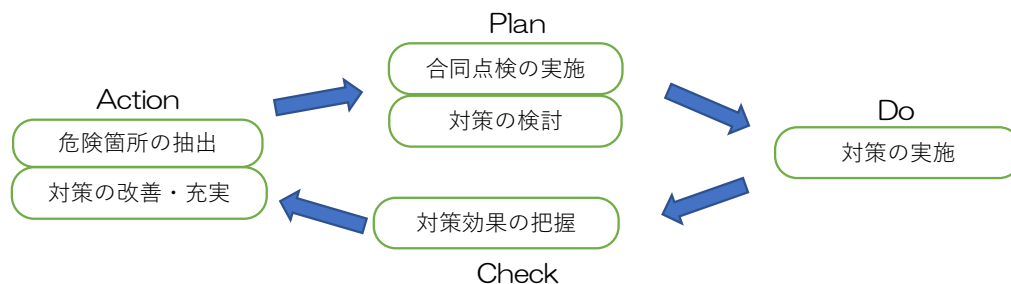 Plan
合同点検の実施
対策の検討
Action
危険箇所の抽出
対策の改善・充実
Do
対策の実施
対策効果の把握
Check